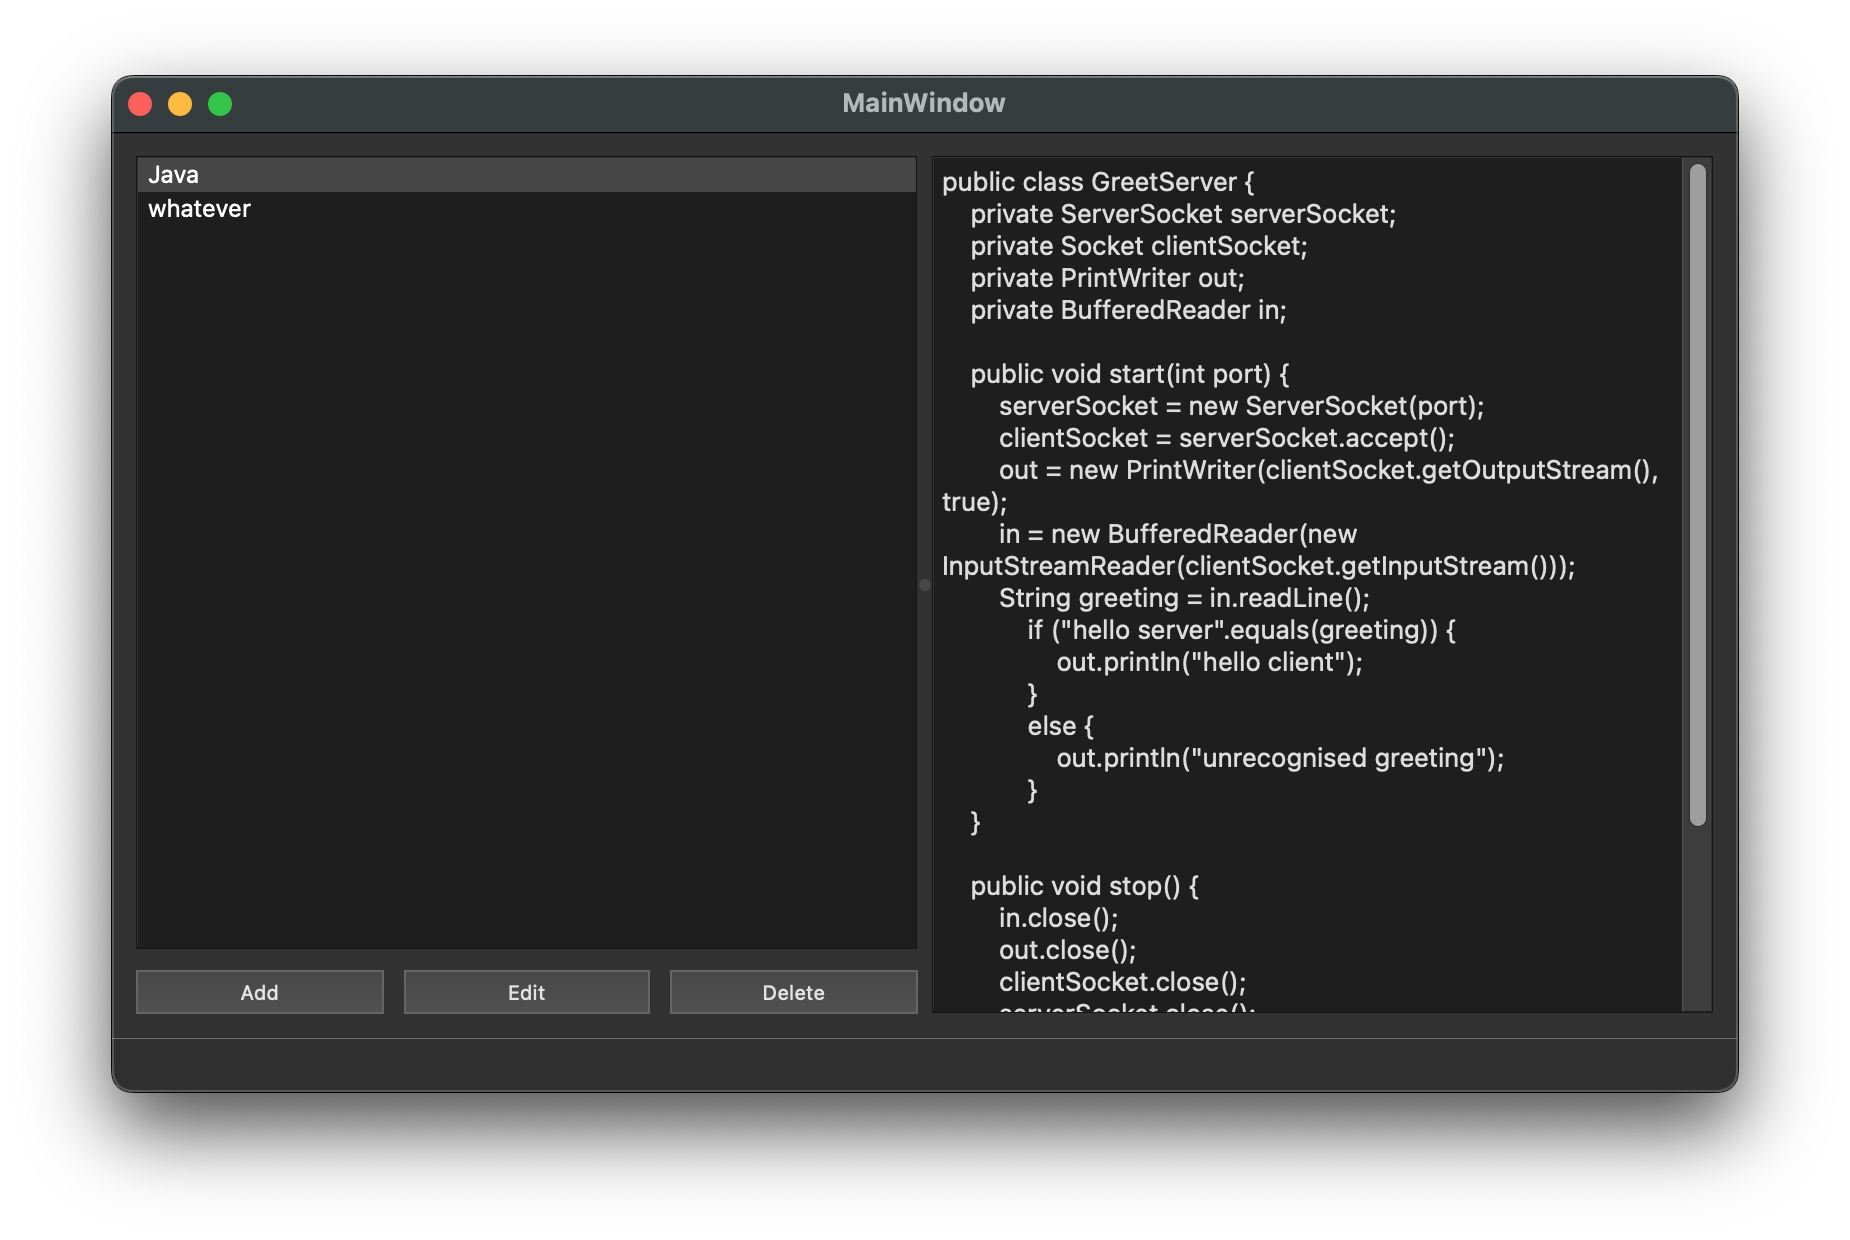 MainWindow
Java
whatever
Add
Edit
Delete
public class GreetServer {
    private ServerSocket serverSocket;
    private Socket clientSocket;
    private PrintWriter out;
    private BufferedReader in;
    public void start(int port) {
        serverSocket = new ServerSocket(port);
        clientSocket = serverSocket.accept();
        out = new PrintWriter(clientSocket.getOutputStream(),
true);
        in = new BufferedReader(new
InputStreamReader(clientSocket.getInputStream()));
        String greeting = in.readLine();
            if ("hello server".equals(greeting)) {
                out.println("hello client");
            }
            else {
                out.println("unrecognised greeting");
            }
    }
    public void stop() {
        in.close();
        out.close();
        clientSocket.close();
        serverSocket.close();